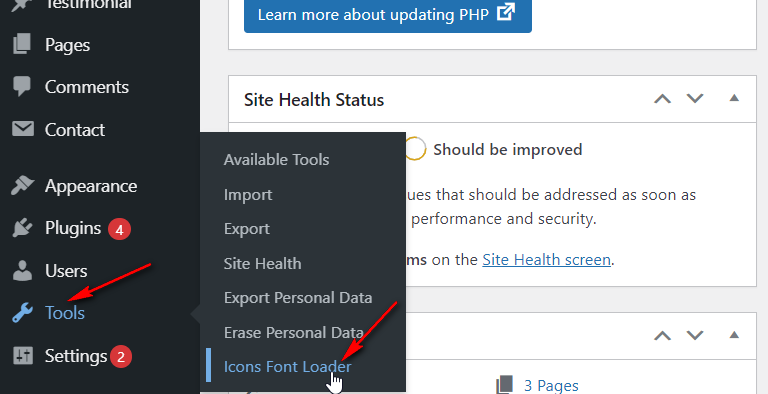 Testimonial
Pages
Comments
Contact
Appearance
Plugins 4
Users
Tools
Settings 2
Available Tools
Import
Export
Site Health
Export Personal Data
Erase Personal Data
Icons Font Loader
Learn more about updating PHP
Site Health Status
Should be improved
ues that should be addressed as soon as
performance and security.
ms on the Site Health screen.
3 Pages